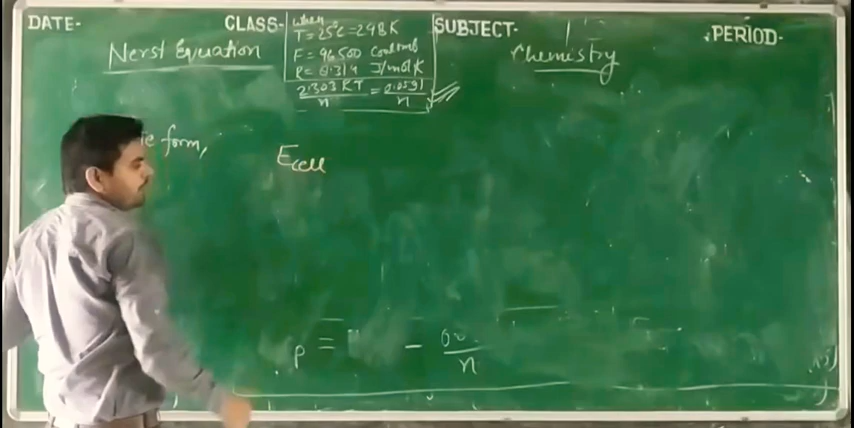 DATE-
CLASS-
SUBJECT-
PERIOD-
Nerst Equation
when
T = 25°C = 298K
F = 96500 Coulomb
R = 8.314 J/mol K
2.303 RT / n = 0.0591 / n
Chemistry
te form,
Ecell
p = - / n